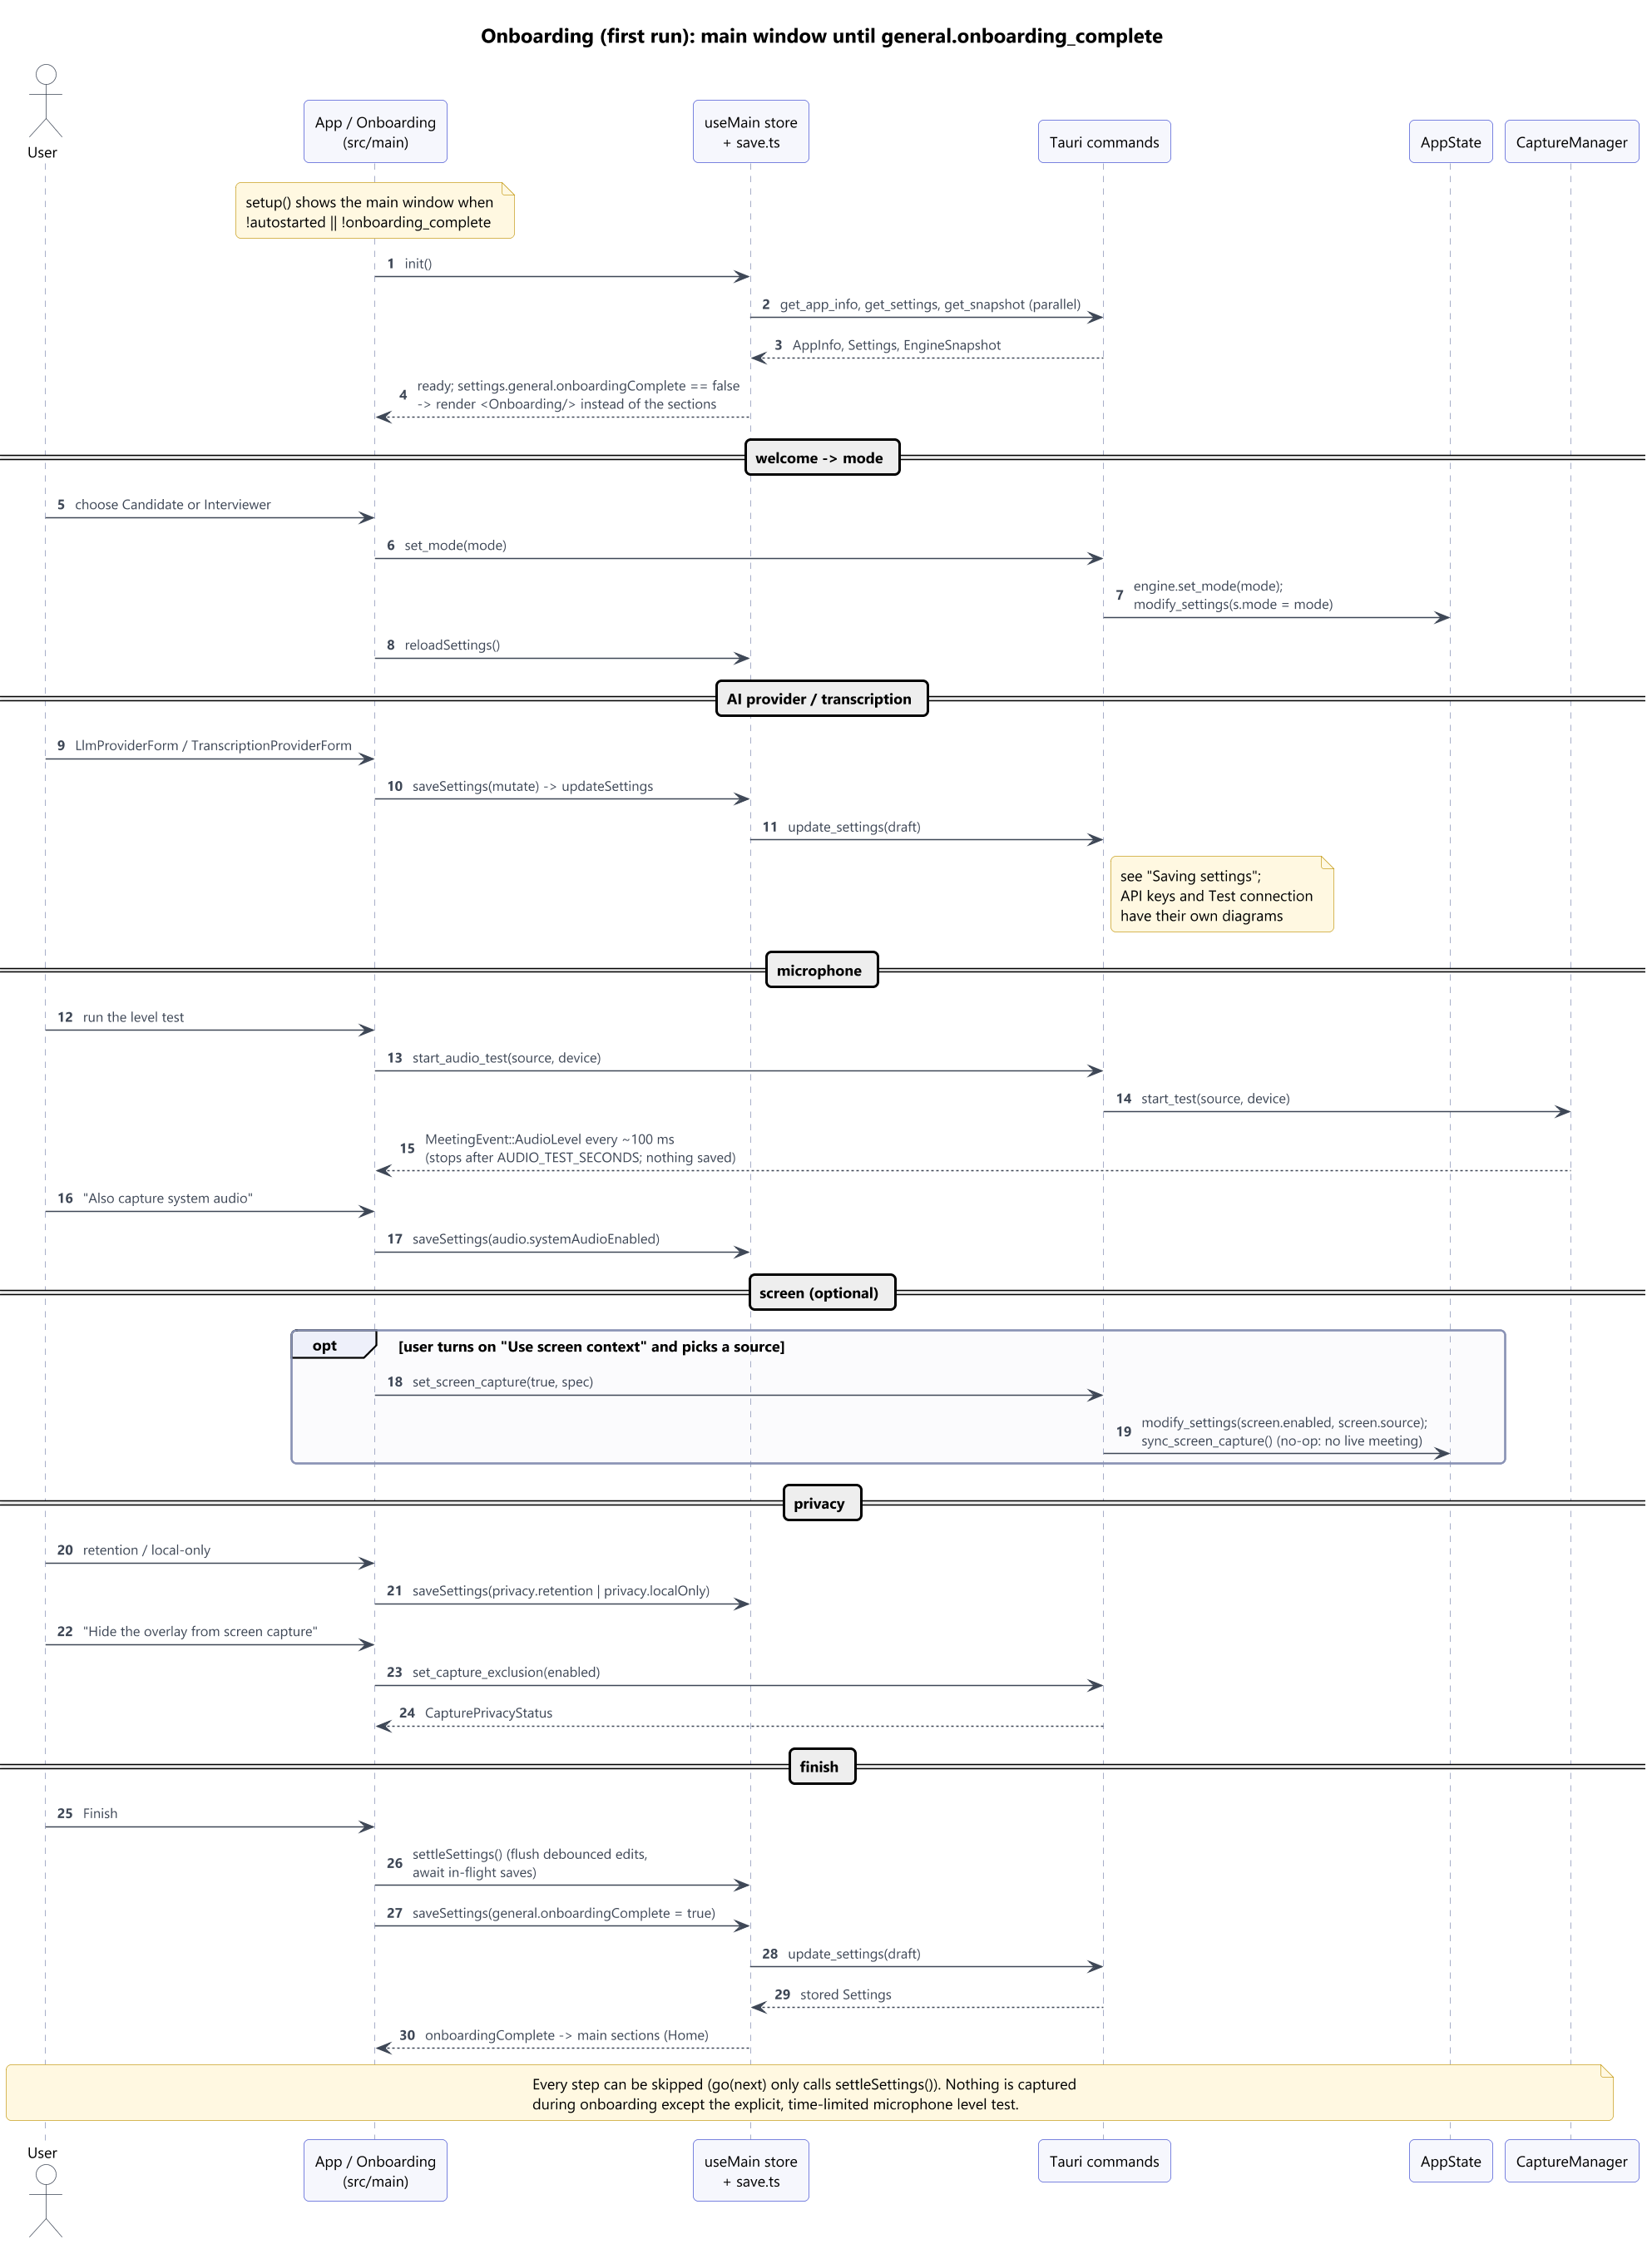 Onboarding (first run): main window until general.onboarding_complete
User
App / Onboarding
(src/main)
useMain store
+ save.ts
Tauri commands
AppState
CaptureManager
setup() shows the main window when
!autostarted || !onboarding_complete
1 init()
2 get_app_info, get_settings, get_snapshot (parallel)
3 AppInfo, Settings, EngineSnapshot
4 ready; settings.general.onboardingComplete == false
-> render <Onboarding/> instead of the sections
welcome -> mode
5 choose Candidate or Interviewer
6 set_mode(mode)
7 engine.set_mode(mode);
modify_settings(s.mode = mode)
8 reloadSettings()
AI provider / transcription
9 LlmProviderForm / TranscriptionProviderForm
10 saveSettings(mutate) -> updateSettings
11 update_settings(draft)
see "Saving settings";
API keys and Test connection
have their own diagrams
microphone
12 run the level test
13 start_audio_test(source, device)
14 start_test(source, device)
15 MeetingEvent::AudioLevel every ~100 ms
(stops after AUDIO_TEST_SECONDS; nothing saved)
16 "Also capture system audio"
17 saveSettings(audio.systemAudioEnabled)
screen (optional)
opt [user turns on "Use screen context" and picks a source]
18 set_screen_capture(true, spec)
19 modify_settings(screen.enabled, screen.source);
sync_screen_capture() (no-op: no live meeting)
privacy
20 retention / local-only
21 saveSettings(privacy.retention | privacy.localOnly)
22 "Hide the overlay from screen capture"
23 set_capture_exclusion(enabled)
24 CapturePrivacyStatus
finish
25 Finish
26 settleSettings() (flush debounced edits,
await in-flight saves)
27 saveSettings(general.onboardingComplete = true)
28 update_settings(draft)
29 stored Settings
30 onboardingComplete -> main sections (Home)
Every step can be skipped (go(next) only calls settleSettings()). Nothing is captured
during onboarding except the explicit, time-limited microphone level test.
User
App / Onboarding
(src/main)
useMain store
+ save.ts
Tauri commands
AppState
CaptureManager